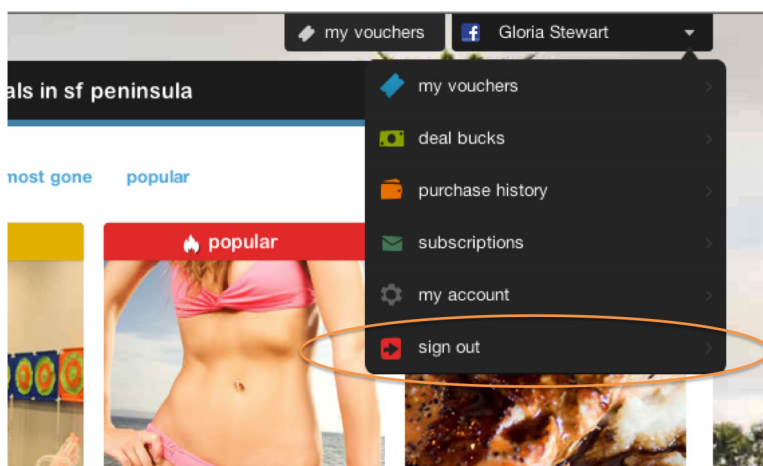 my vouchers
Gloria Stewart
als in sf peninsula
my vouchers
deal bucks
most gone
popular
purchase history
popular
subscriptions
my account
sign out